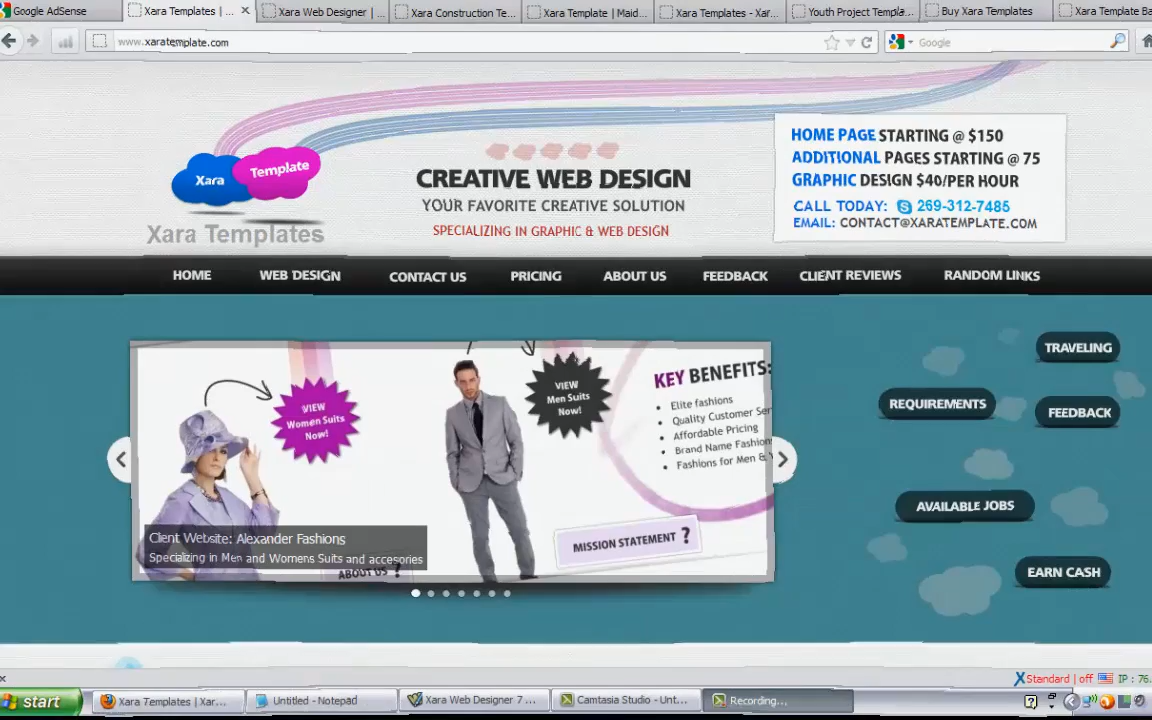 Google AdSense
Xara Templates | ...
Xara Web Designer | ...
Xara Construction Te...
Xara Template | Maid...
Xara Templates - Xar...
Youth Project Templa...
Buy Xara Templates
Xara Template Ba
www.xaratemplate.com
Google
Xara Template
Xara Templates
CREATIVE WEB DESIGN
YOUR FAVORITE CREATIVE SOLUTION
SPECIALIZING IN GRAPHIC & WEB DESIGN
HOME PAGE STARTING @ $150
ADDITIONAL PAGES STARTING @ 75
GRAPHIC DESIGN $40/PER HOUR
CALL TODAY: 269-312-7485
EMAIL: CONTACT@XARATEMPLATE.COM
HOME WEB DESIGN CONTACT US PRICING ABOUT US FEEDBACK CLIENT REVIEWS RANDOM LINKS
VIEW
Women Suits
Now!
VIEW
Men Suits
Now!
KEY BENEFITS:
• Elite fashions
• Quality Customer Ser
• Affordable Pricing
• Brand Name Fashion
• Fashions for Men &
MISSION STATEMENT ?
ABOUT US ?
Client Website: Alexander Fashions
Specializing in Men and Womens Suits and accesories
TRAVELING
REQUIREMENTS
FEEDBACK
AVAILABLE JOBS
EARN CASH
x
Standard | off
IP : 76.
start
Xara Templates | Xar...
Untitled - Notepad
Xara Web Designer 7 ...
Camtasia Studio - Unt...
Recording...